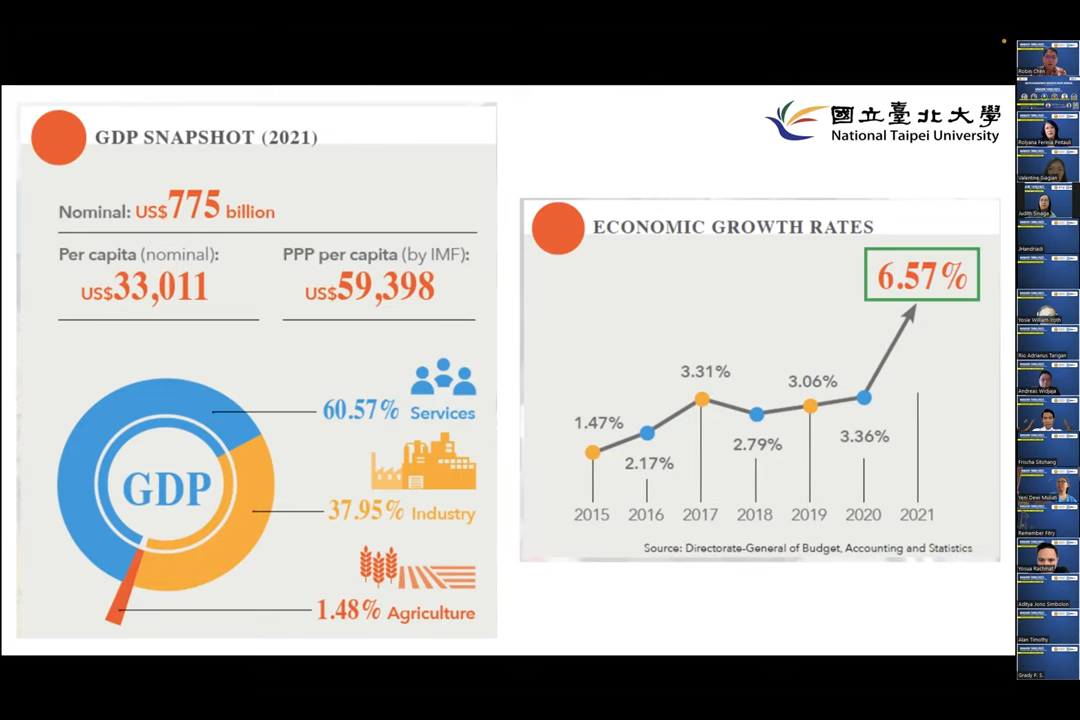 GDP SNAPSHOT (2021)
Nominal: US$775 billion
Per capita (nominal):
US$33,011
PPP per capita (by IMF):
US$59,398
60.57% Services
GDP
37.95% Industry
1.48% Agriculture
國立臺北大學
National Taipei University
ECONOMIC GROWTH RATES
6.57%
3.31%
3.06%
1.47%
3.36%
2.79%
2.17%
2015 2016 2017 2018 2019 2020 2021
Source: Directorate-General of Budget, Accounting and Statistics
Robin Chen
Rolyana Ferinia Pintauli
Valentine Siagian
Judith Sinaga
JHandriadi
Yosie William Iroth
Rio Adrianus Tarigan
Andreas Widjaja
Frischa Sitohang
Yeni Dewi Muliati
Remember Fitry
Yosua Rachmat
Aditya Jono Simbolon
Alan Timothy
Grady P. S.